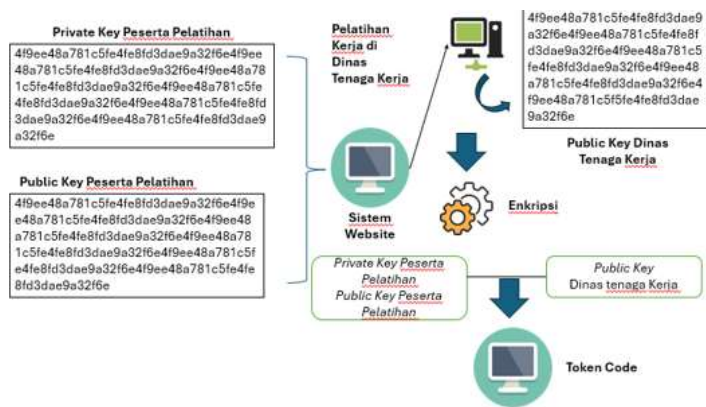 Private Key Peserta Pelatihan
4f9ee48a781c5fe4fe8fd3dae9a32f6e4f9ee
48a781c5fe4fe8fd3dae9a32f6e4f9ee48a78
1c5fe4fe8fd3dae9a32f6e4f9ee48a781c5fe
4fe8fd3dae9a32f6e4f9ee48a781c5fe4fe8fd
3dae9a32f6e4f9ee48a781c5fe4fe8fd3dae9
a32f6e
Public Key Peserta Pelatihan
4f9ee48a781c5fe4fe8fd3dae9a32f6e4f9e
e48a781c5fe4fe8fd3dae9a32f6e4f9ee48
a781c5fe4fe8fd3dae9a32f6e4f9ee48a78
1c5fe4fe8fd3dae9a32f6e4f9ee48a781c5f
e4fe8fd3dae9a32f6e4f9ee48a781c5fe4fe
8fd3dae9a32f6e
Pelatihan
Kerja di
Dinas
Tenaga Kerja
4f9ee48a781c5fe4fe8fd3dae9
a32f6e4f9ee48a781c5fe4fe8f
d3dae9a32f6e4f9ee48a781c5
fe4fe8fd3dae9a32f6e4f9ee48
a781c5fe4fe8fd3dae9a32f6e4
f9ee48a781c5f5fe4fe8fd3dae
9a32f6e
Public Key Dinas
Tenaga Kerja
Sistem
Website
Enkripsi
Private Key Peserta
Pelatihan
Public Key Peserta
Pelatihan
Public Key
Dinas tenaga Kerja
Token Code